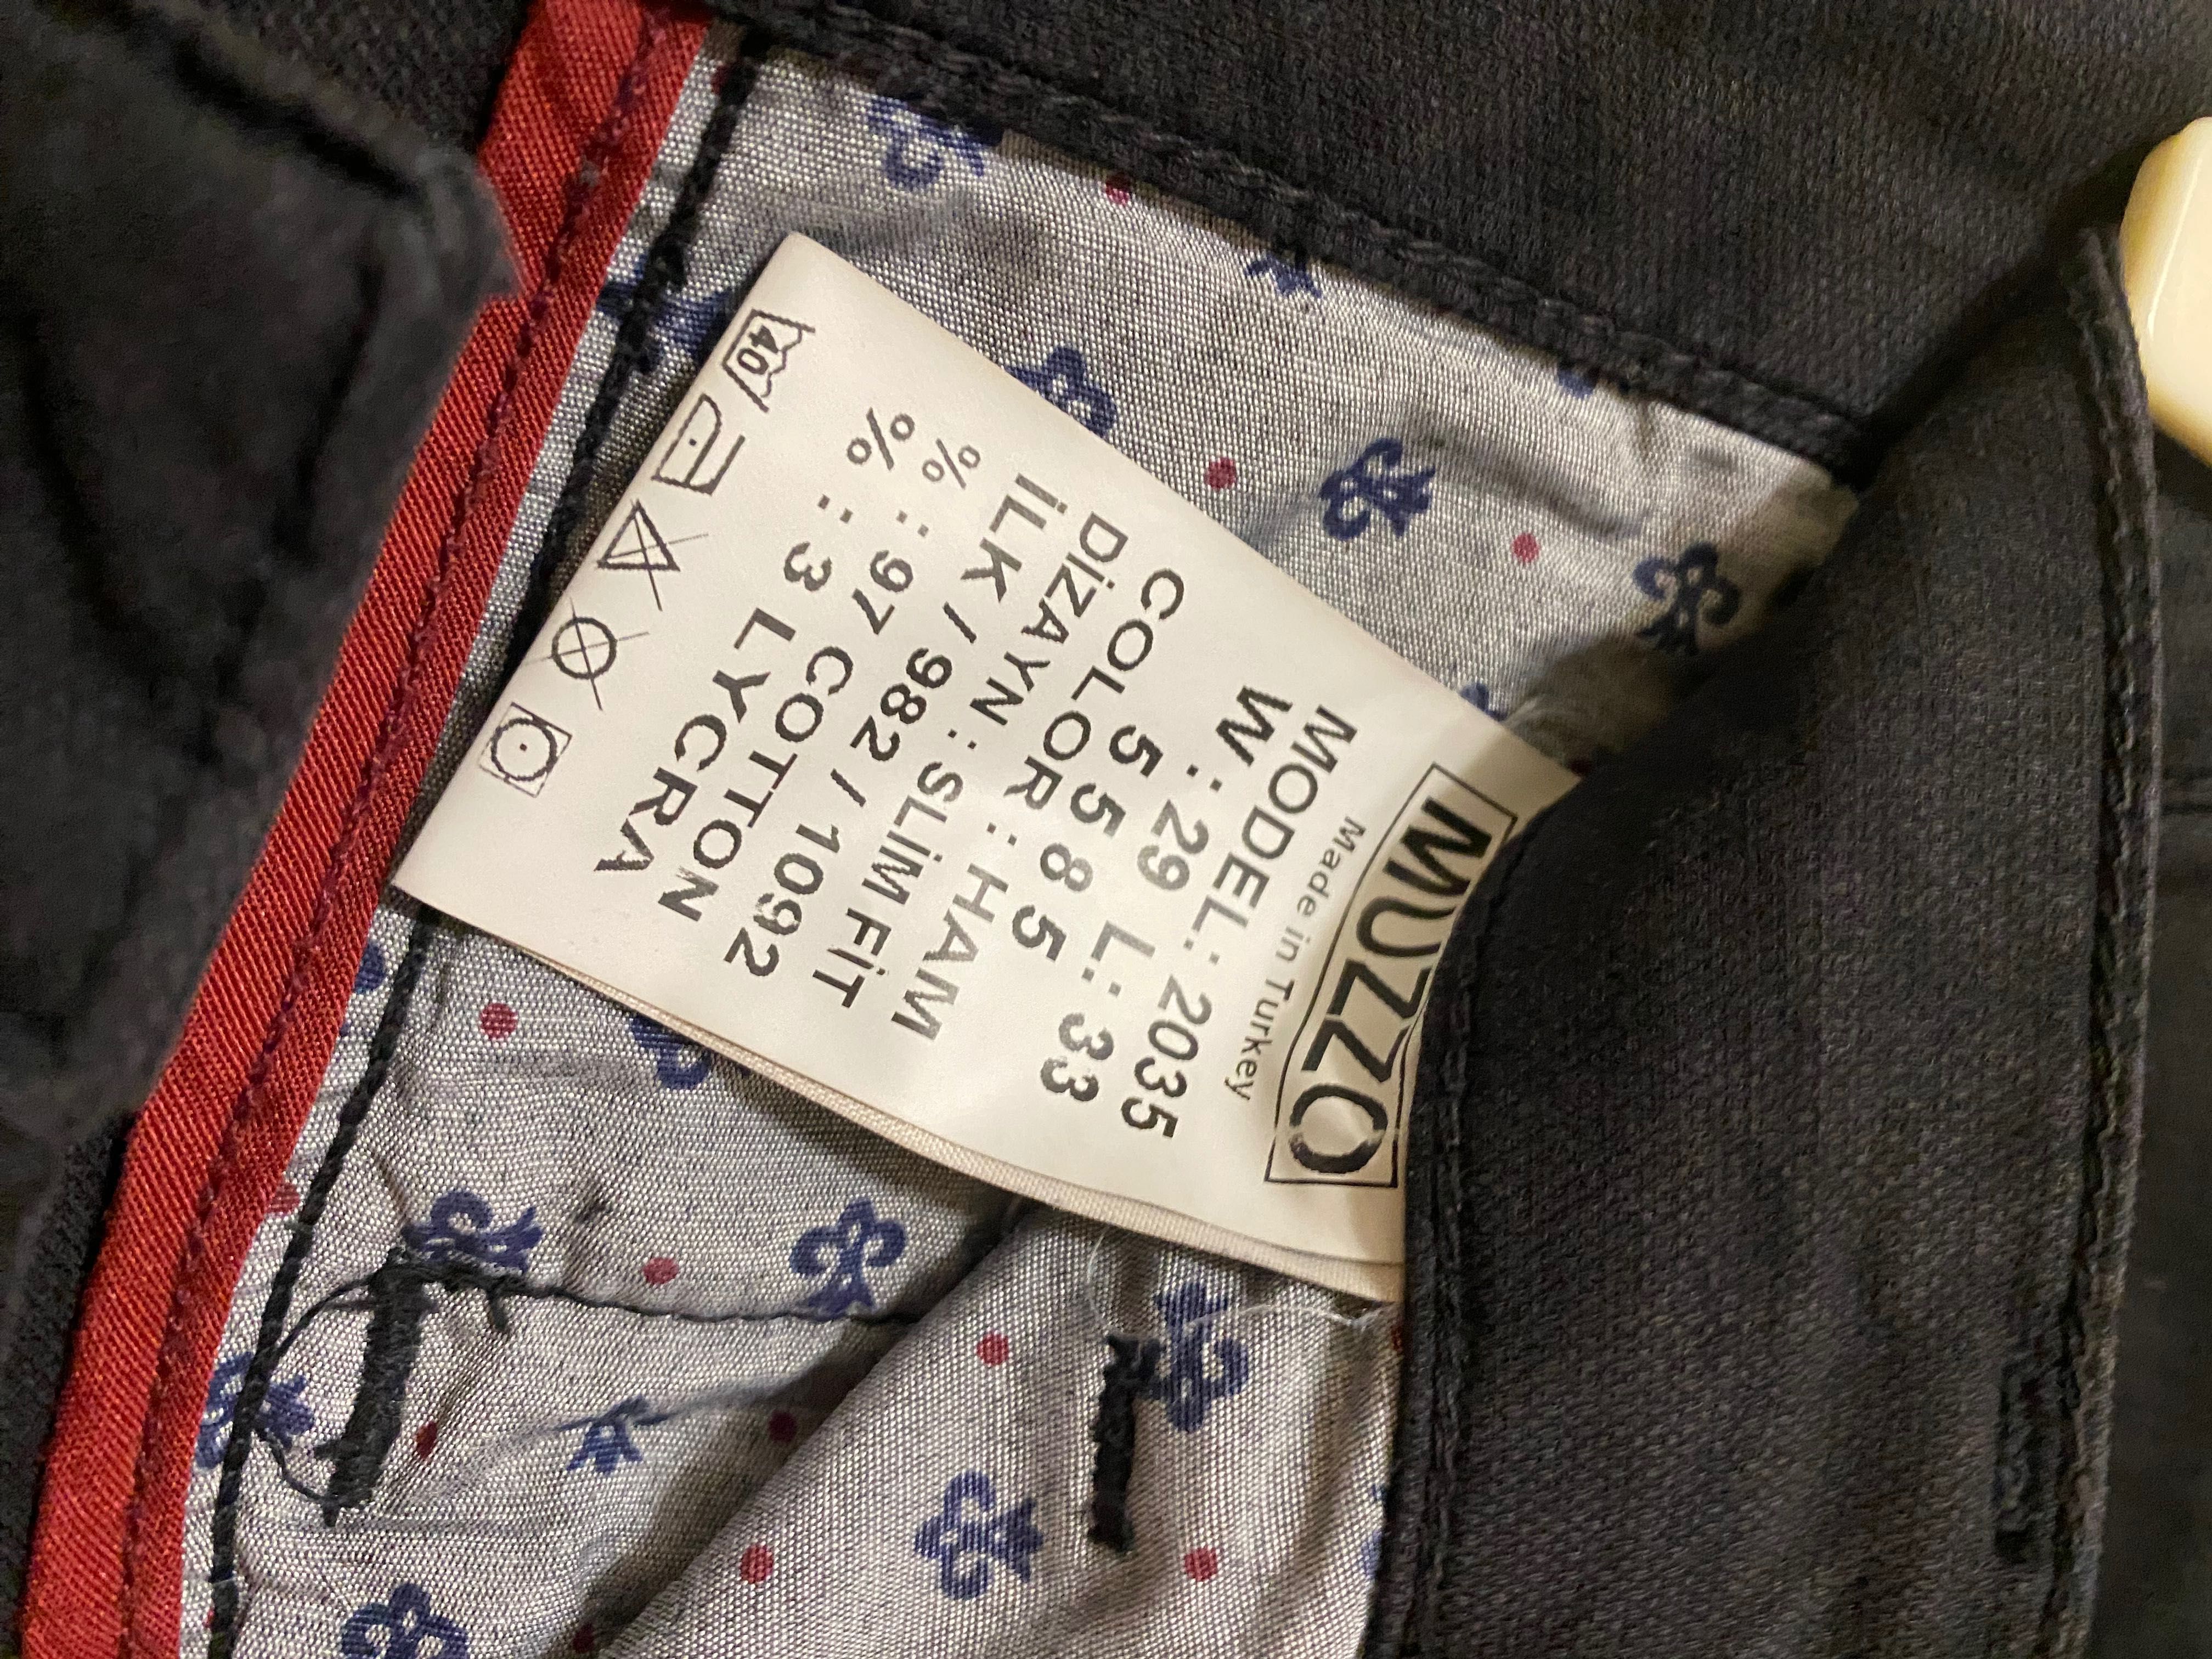 MUZZO
Made in Turkey
MODEL: 2035
W : 29 L: 33
COL 5 5 8 5
COLOR : HAM
DİZAYN : SLİM FİT
İLK / 982 / 1092
% : 97 COTTON
% : 3 LYCRA
40